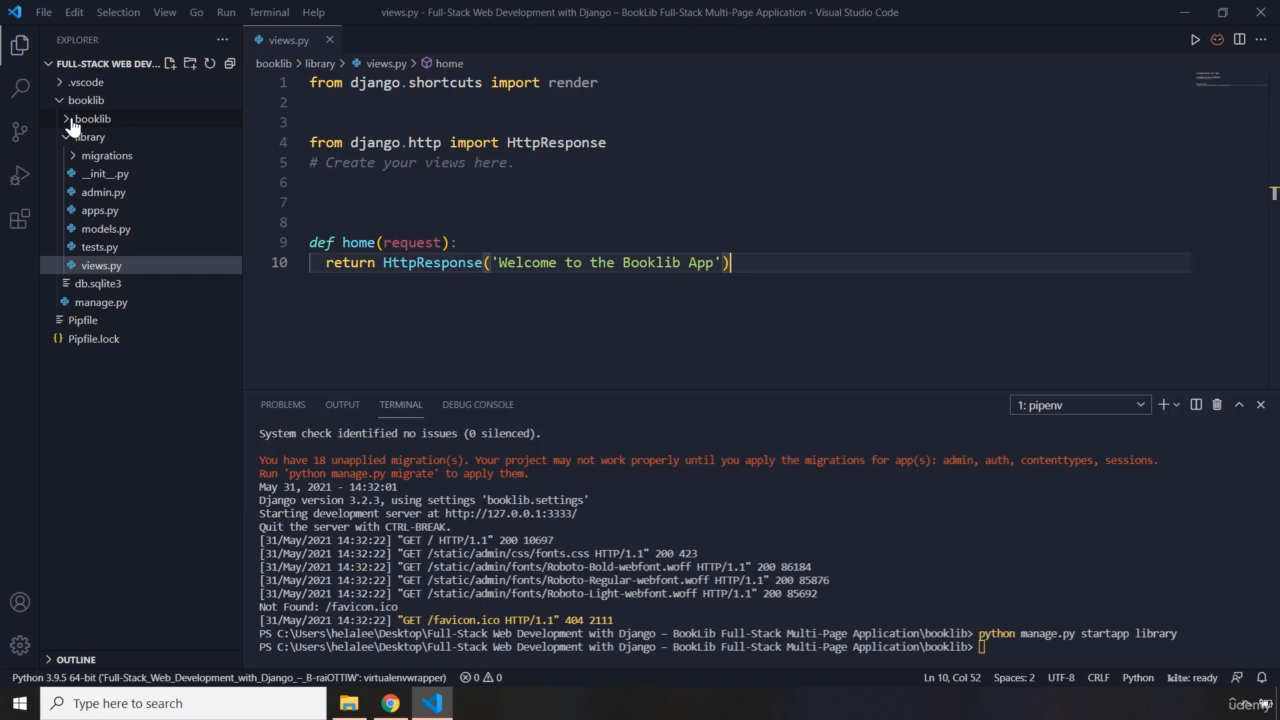 File Edit Selection View Go Run Terminal Help
views.py - Full-Stack Web Development with Django – BookLib Full-Stack Multi-Page Application - Visual Studio Code
EXPLORER
FULL-STACK WEB DEV...
.vscode
booklib
booklib
library
migrations
__init__.py
admin.py
apps.py
models.py
tests.py
views.py
db.sqlite3
manage.py
Pipfile
{} Pipfile.lock
OUTLINE
views.py
booklib > library > views.py > home
1 from django.shortcuts import render
2
3
4 from django.http import HttpResponse
5 # Create your views here.
6
7
8
9 def home(request):
10 return HttpResponse('Welcome to the Booklib App')
PROBLEMS OUTPUT TERMINAL DEBUG CONSOLE
1: pipenv
System check identified no issues (0 silenced).
You have 18 unapplied migration(s). Your project may not work properly until you apply the migrations for app(s): admin, auth, contenttypes, sessions.
Run 'python manage.py migrate' to apply them.
May 31, 2021 - 14:32:01
Django version 3.2.3, using settings 'booklib.settings'
Starting development server at http://127.0.0.1:3333/
Quit the server with CTRL-BREAK.
[31/May/2021 14:32:22] "GET / HTTP/1.1" 200 10697
[31/May/2021 14:32:22] "GET /static/admin/css/fonts.css HTTP/1.1" 200 423
[31/May/2021 14:32:22] "GET /static/admin/fonts/Roboto-Bold-webfont.woff HTTP/1.1" 200 86184
[31/May/2021 14:32:22] "GET /static/admin/fonts/Roboto-Regular-webfont.woff HTTP/1.1" 200 85876
[31/May/2021 14:32:22] "GET /static/admin/fonts/Roboto-Light-webfont.woff HTTP/1.1" 200 85692
Not Found: /favicon.ico
[31/May/2021 14:32:22] "GET /favicon.ico HTTP/1.1" 404 2111
PS C:\Users\helalee\Desktop\Full-Stack Web Development with Django – BookLib Full-Stack Multi-Page Application\booklib> python manage.py startapp library
PS C:\Users\helalee\Desktop\Full-Stack Web Development with Django – BookLib Full-Stack Multi-Page Application\booklib>
Python 3.9.5 64-bit ('Full-Stack_Web_Development_with_Django_–_B-raiOTTIW': virtualenvwrapper) 0 0 Ln 10, Col 52 Spaces: 2 UTF-8 CRLF Python kite: ready
Type here to search
Udemy